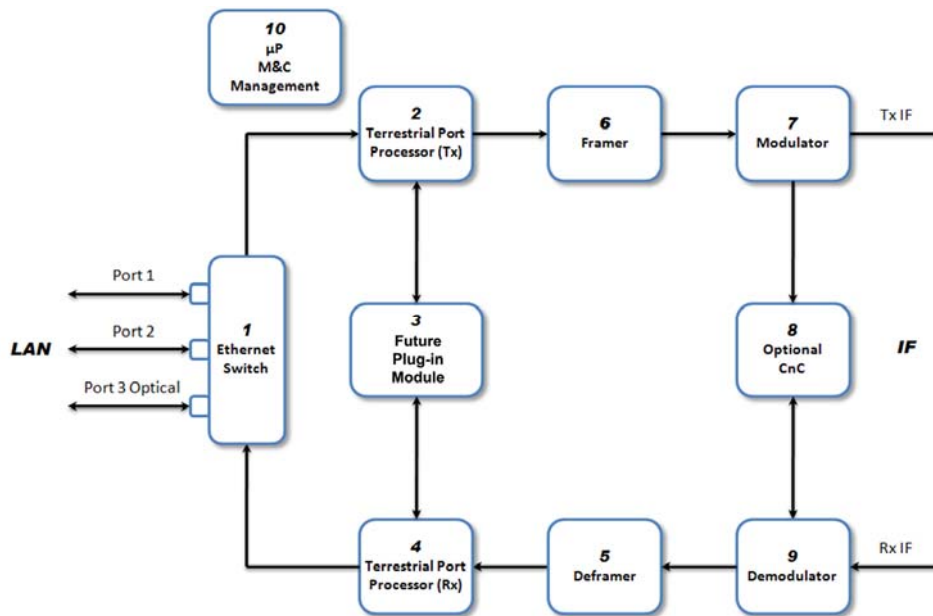 10
µP
M&C
Management
2
Terrestrial Port
Processor (Tx)
6
Framer
7
Modulator
Tx IF
Port 1
Port 2
Port 3 Optical
LAN
1
Ethernet
Switch
3
Future
Plug-in
Module
8
Optional
CnC
IF
4
Terrestrial Port
Processor (Rx)
5
Deframer
9
Demodulator
Rx IF